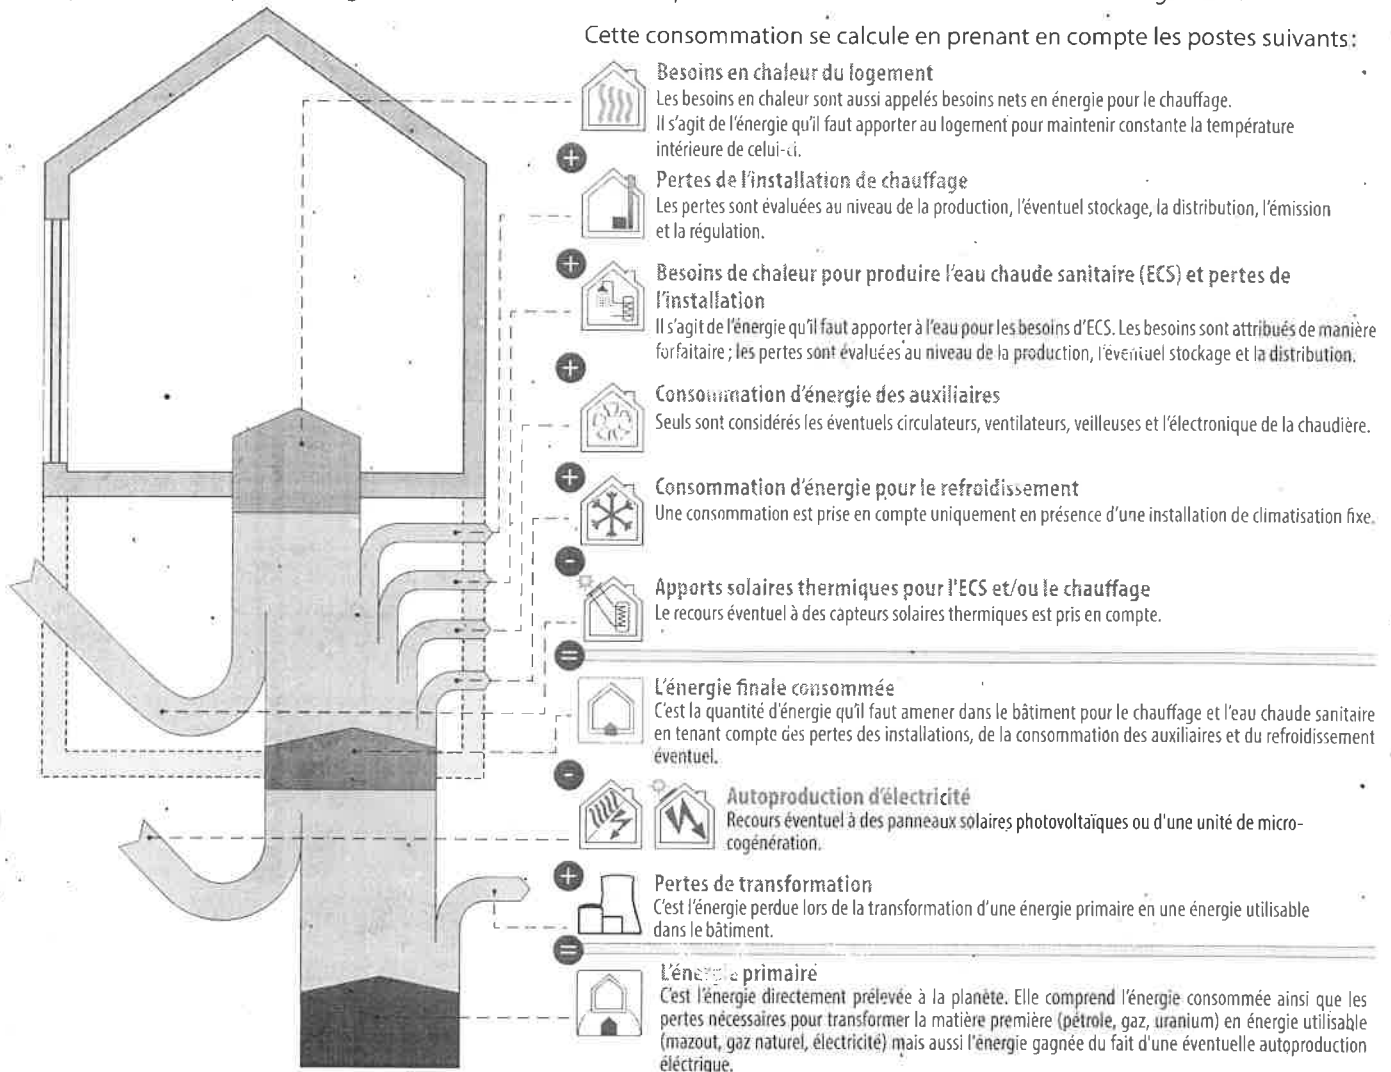 Cette consommation se calcule en prenant en compte les postes suivants:
Besoins en chaleur du logement
Les besoins en chaleur sont aussi appelés besoins nets en énergie pour le chauffage.
Il s'agit de l'énergie qu'il faut apporter au logement pour maintenir constante la température
intérieure de celui-ci.
+
Pertes de l'installation de chauffage
Les pertes sont évaluées au niveau de la production, l'éventuel stockage, la distribution, l'émission
et la régulation.
+
Besoins de chaleur pour produire l'eau chaude sanitaire (ECS) et pertes de
l'installation
Il s'agit de l'énergie qu'il faut apporter à l'eau pour les besoins d'ECS. Les besoins sont attribués de manière
forfaitaire ; les pertes sont évaluées au niveau de la production, l'éventuel stockage et la distribution.
+
Consommation d'énergie des auxiliaires
Seuls sont considérés les éventuels circulateurs, ventilateurs, veilleuses et l'électronique de la chaudière.
+
Consommation d'énergie pour le refroidissement
Une consommation est prise en compte uniquement en présence d'une installation de climatisation fixe.
-
Apports solaires thermiques pour l'ECS et/ou le chauffage
Le recours éventuel à des capteurs solaires thermiques est pris en compte.
=
L'énergie finale consommée
C'est la quantité d'énergie qu'il faut amener dans le bâtiment pour le chauffage et l'eau chaude sanitaire
en tenant compte des pertes des installations, de la consommation des auxiliaires et du refroidissement
éventuel.
-
Autoproduction d'électricité
Recours éventuel à des panneaux solaires photovoltaïques ou d'une unité de micro-
cogénération.
+
Pertes de transformation
C'est l'énergie perdue lors de la transformation d'une énergie primaire en une énergie utilisable
dans le bâtiment.
=
L'énergie primaire
C'est l'énergie directement prélevée à la planète. Elle comprend l'énergie consommée ainsi que les
pertes nécessaires pour transformer la matière première (pétrole, gaz, uranium) en énergie utilisable
(mazout, gaz naturel, électricité) mais aussi l'énergie gagnée du fait d'une éventuelle autoproduction
éléctrique.